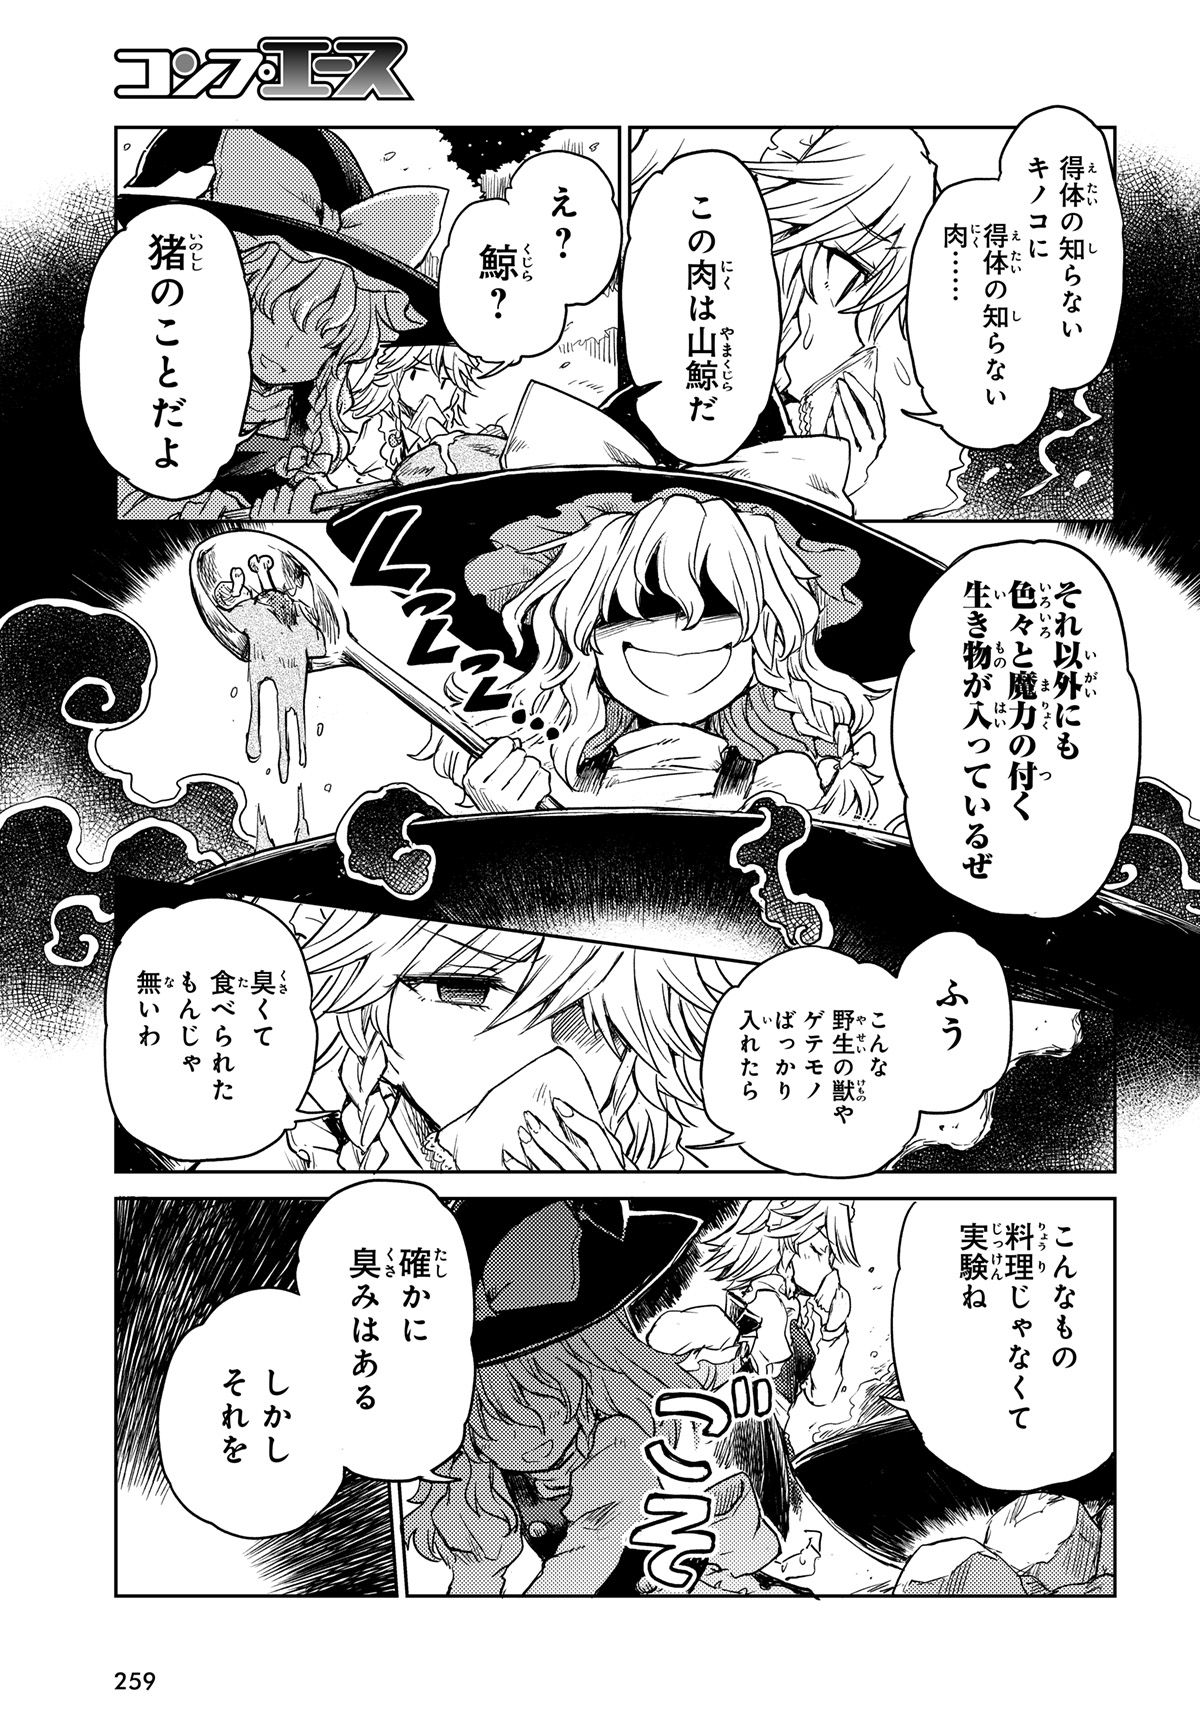 コンプエース
得体の知らない
キノコに
得体の知らない
肉……
この肉は山鯨だ
え?
鯨?
猪のことだよ
それ以外にも
色々と魔力の付く
生き物が入っているぜ
くっくっくっ…
ふう
こんな
野生の獣や
ゲテモノ
ばっかり
入れたら
臭くて
食べられた
もんじゃ
無いわ
こんなもの
料理じゃなくて
実験ね
ごそ
確かに
臭みはある
しかし
それを
259